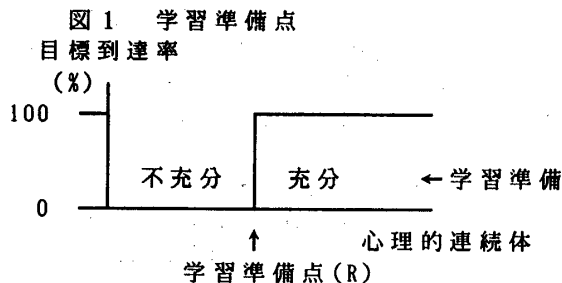 図1 学習準備点
目標到達率
(%)
100
不充分 充分 ←学習準備
0
↑ 心理的連続体
学習準備点(R)